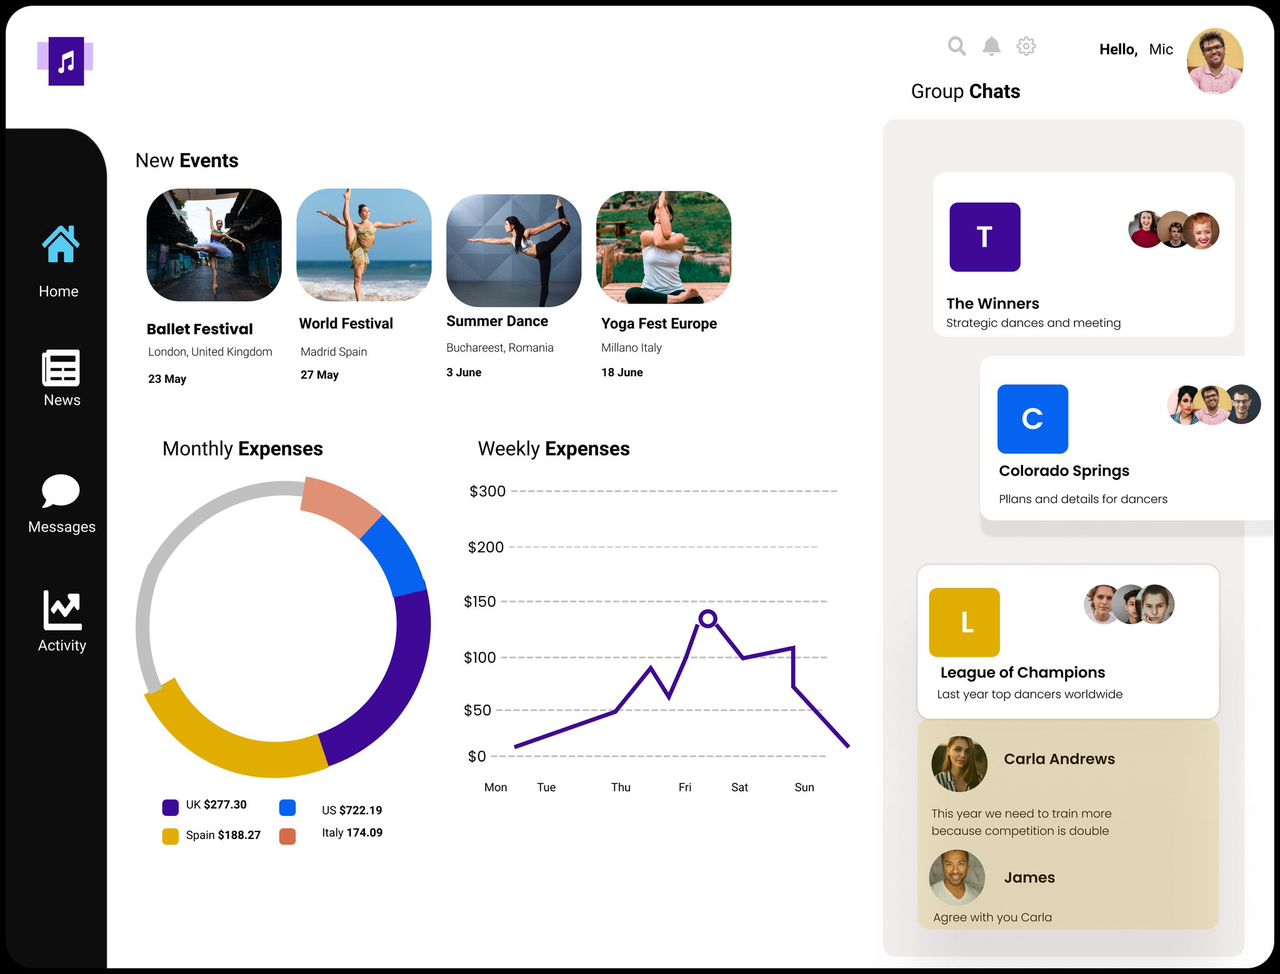 Hello, Mic
Group Chats
Home
News
Messages
Activity
New Events
Ballet Festival
London, United Kingdom
23 May
World Festival
Madrid Spain
27 May
Summer Dance
Buchareest, Romania
3 June
Yoga Fest Europe
Millano Italy
18 June
Monthly Expenses
UK $277.30
US $722.19
Spain $188.27
Italy 174.09
Weekly Expenses
$300
$200
$150
$100
$50
$0
Mon Tue Thu Fri Sat Sun
T
The Winners
Strategic dances and meeting
C
Colorado Springs
Pllans and details for dancers
L
League of Champions
Last year top dancers worldwide
Carla Andrews
This year we need to train more
because competition is double
James
Agree with you Carla